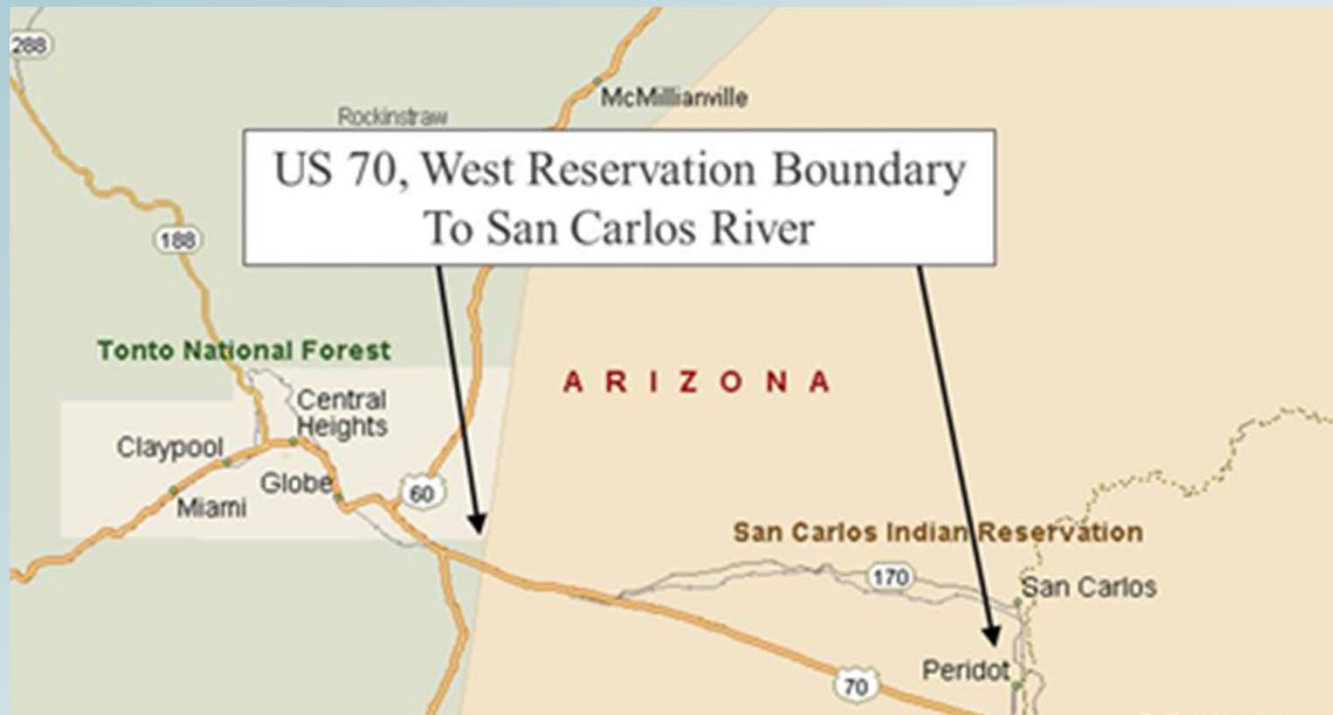 288
McMillianville
Rockinstraw
US 70, West Reservation Boundary
To San Carlos River
188
Tonto National Forest
ARIZONA
Central
Heights
Claypool
Globe
60
Miami
San Carlos Indian Reservation
170
San Carlos
Peridot
70